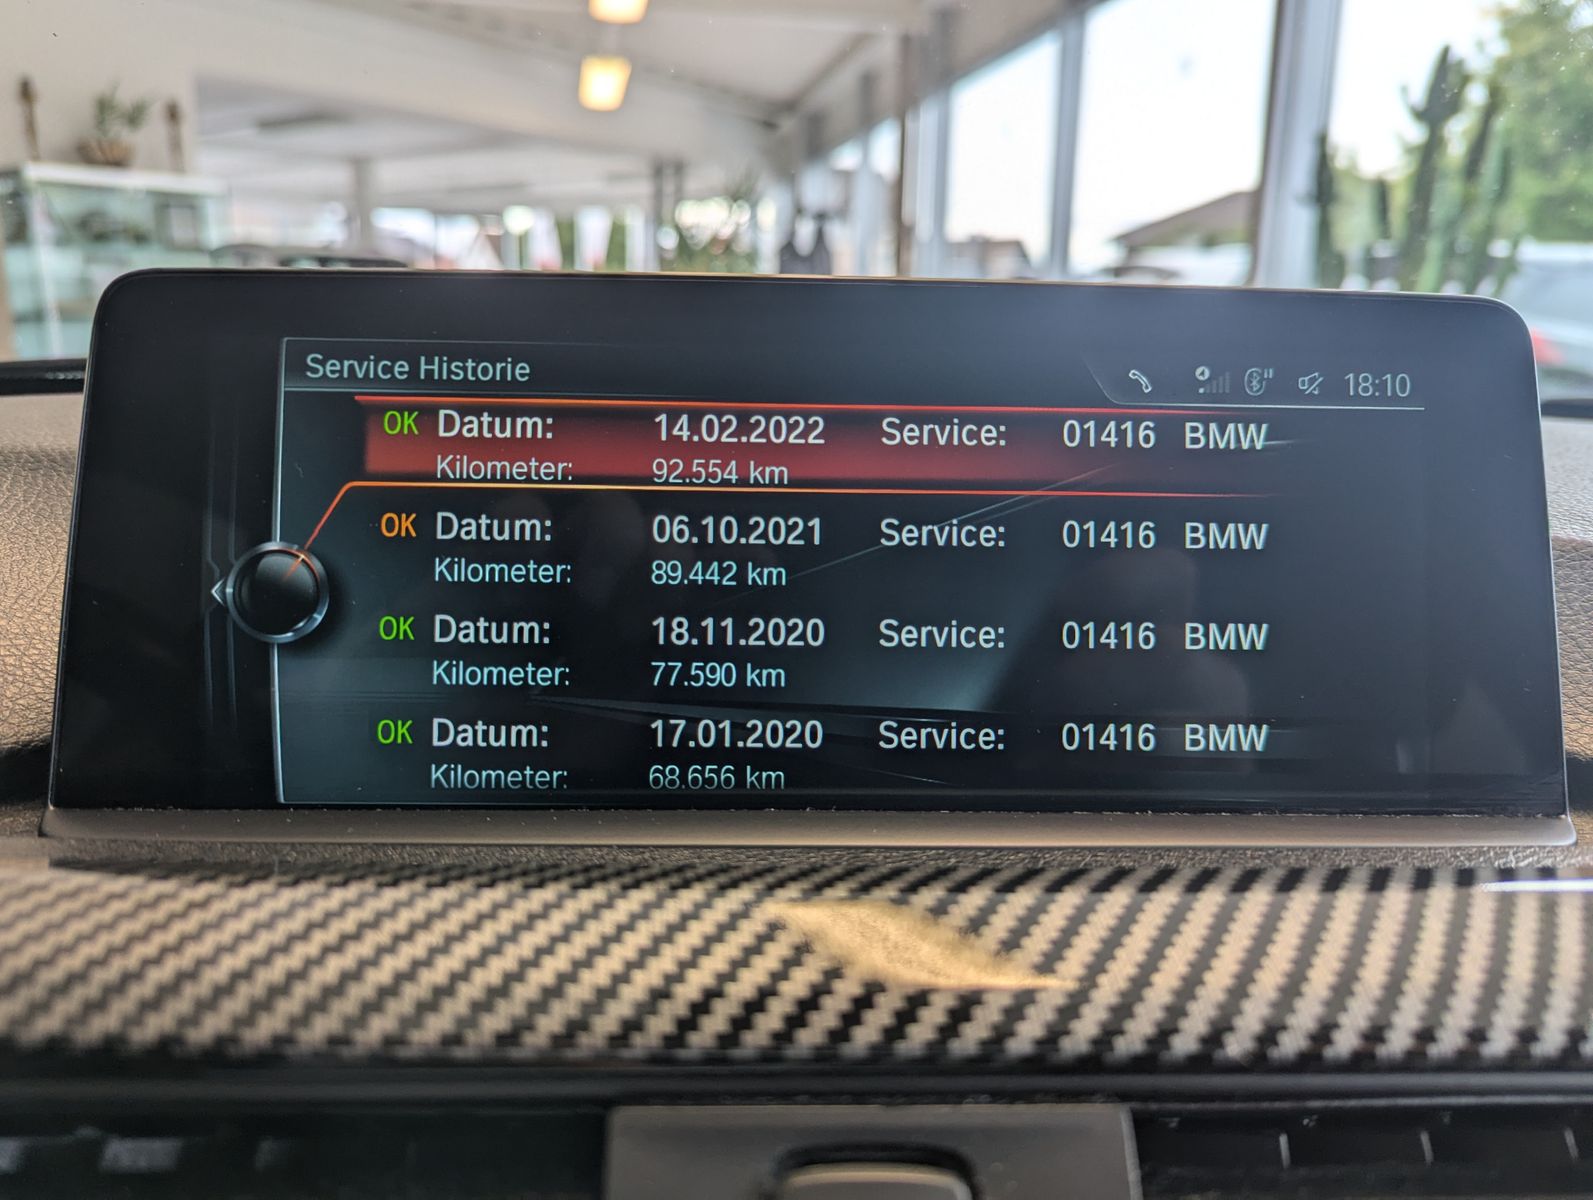 Service Historie
18:10
OK Datum: 14.02.2022 Service: 01416 BMW
Kilometer: 92.554 km
OK Datum: 06.10.2021 Service: 01416 BMW
Kilometer: 89.442 km
OK Datum: 18.11.2020 Service: 01416 BMW
Kilometer: 77.590 km
OK Datum: 17.01.2020 Service: 01416 BMW
Kilometer: 68.656 km